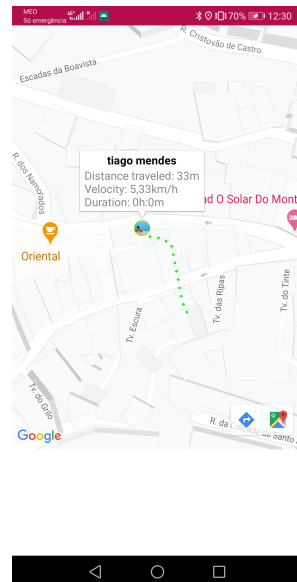 MEO
Só emergência
4G
70%
12:30
R. Cristóvão de Castro
Escadas da Boavista
R. dos Namorados
tiago mendes
Distance traveled: 33m
Velocity: 5,33km/h
Duration: 0h:0m
ad O Solar Do Mont
Oriental
Tv. Escura
Tv. das Ripas
Tv. do Tinte
Tv. do Grilo
R. da Calçada de Santo
Google